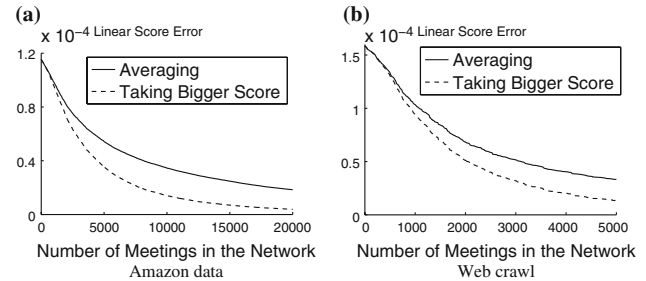 (a)
x 10⁻⁴ Linear Score Error
1.2
0.8
0.4
0
Averaging
Taking Bigger Score
0 5000 10000 15000 20000
Number of Meetings in the Network
Amazon data
(b)
x 10⁻⁴ Linear Score Error
1.5
1
0.5
0
Averaging
Taking Bigger Score
0 1000 2000 3000 4000 5000
Number of Meetings in the Network
Web crawl